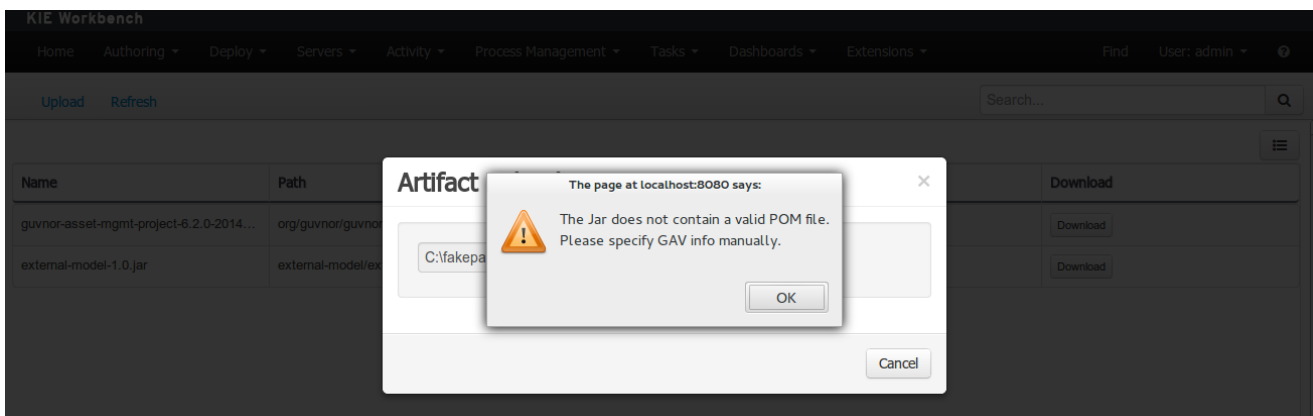 KIE Workbench
Home Authoring Deploy Servers Activity Process Management Tasks Dashboards Extensions Find User: admin
Upload Refresh Search...
Name Path Download
Artifact
The page at localhost:8080 says:
The Jar does not contain a valid POM file.
Please specify GAV info manually.
OK
guvnor-asset-mgmt-project-6.2.0-2014... org/guvnor/guvnor Download
external-model-1.0.jar external-model/ex Download
C:\fakepa
Cancel